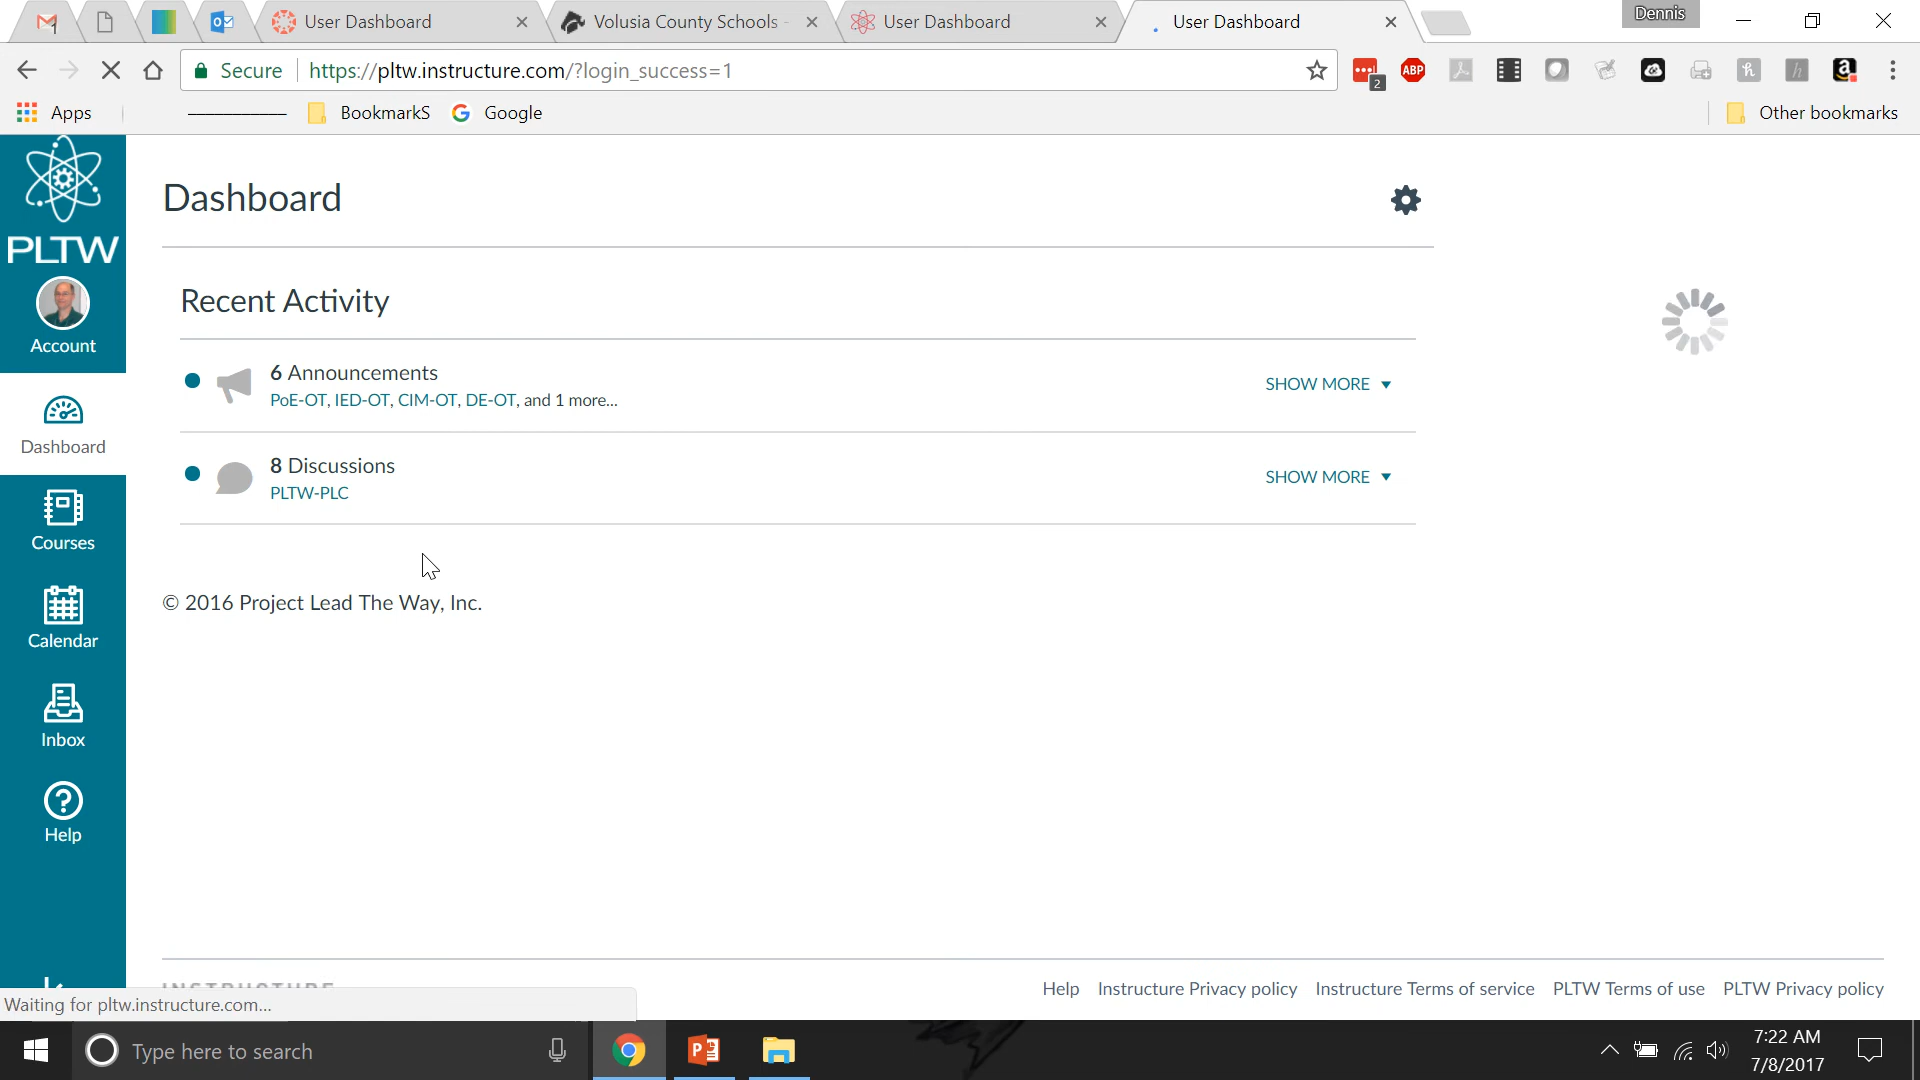 User Dashboard
Volusia County Schools -
User Dashboard
User Dashboard
Dennis
Secure
https://pltw.instructure.com/?login_success=1
2
ABP
Apps
BookmarkS
Google
Other bookmarks
PLTW
Account
Dashboard
Courses
Calendar
Inbox
Help
Dashboard
Recent Activity
6 Announcements
PoE-OT, IED-OT, CIM-OT, DE-OT, and 1 more...
SHOW MORE
8 Discussions
PLTW-PLC
SHOW MORE
© 2016 Project Lead The Way, Inc.
INSTRUCTURE
Help Instructure Privacy policy Instructure Terms of service PLTW Terms of use PLTW Privacy policy
Waiting for pltw.instructure.com...
Type here to search
7:22 AM
7/8/2017